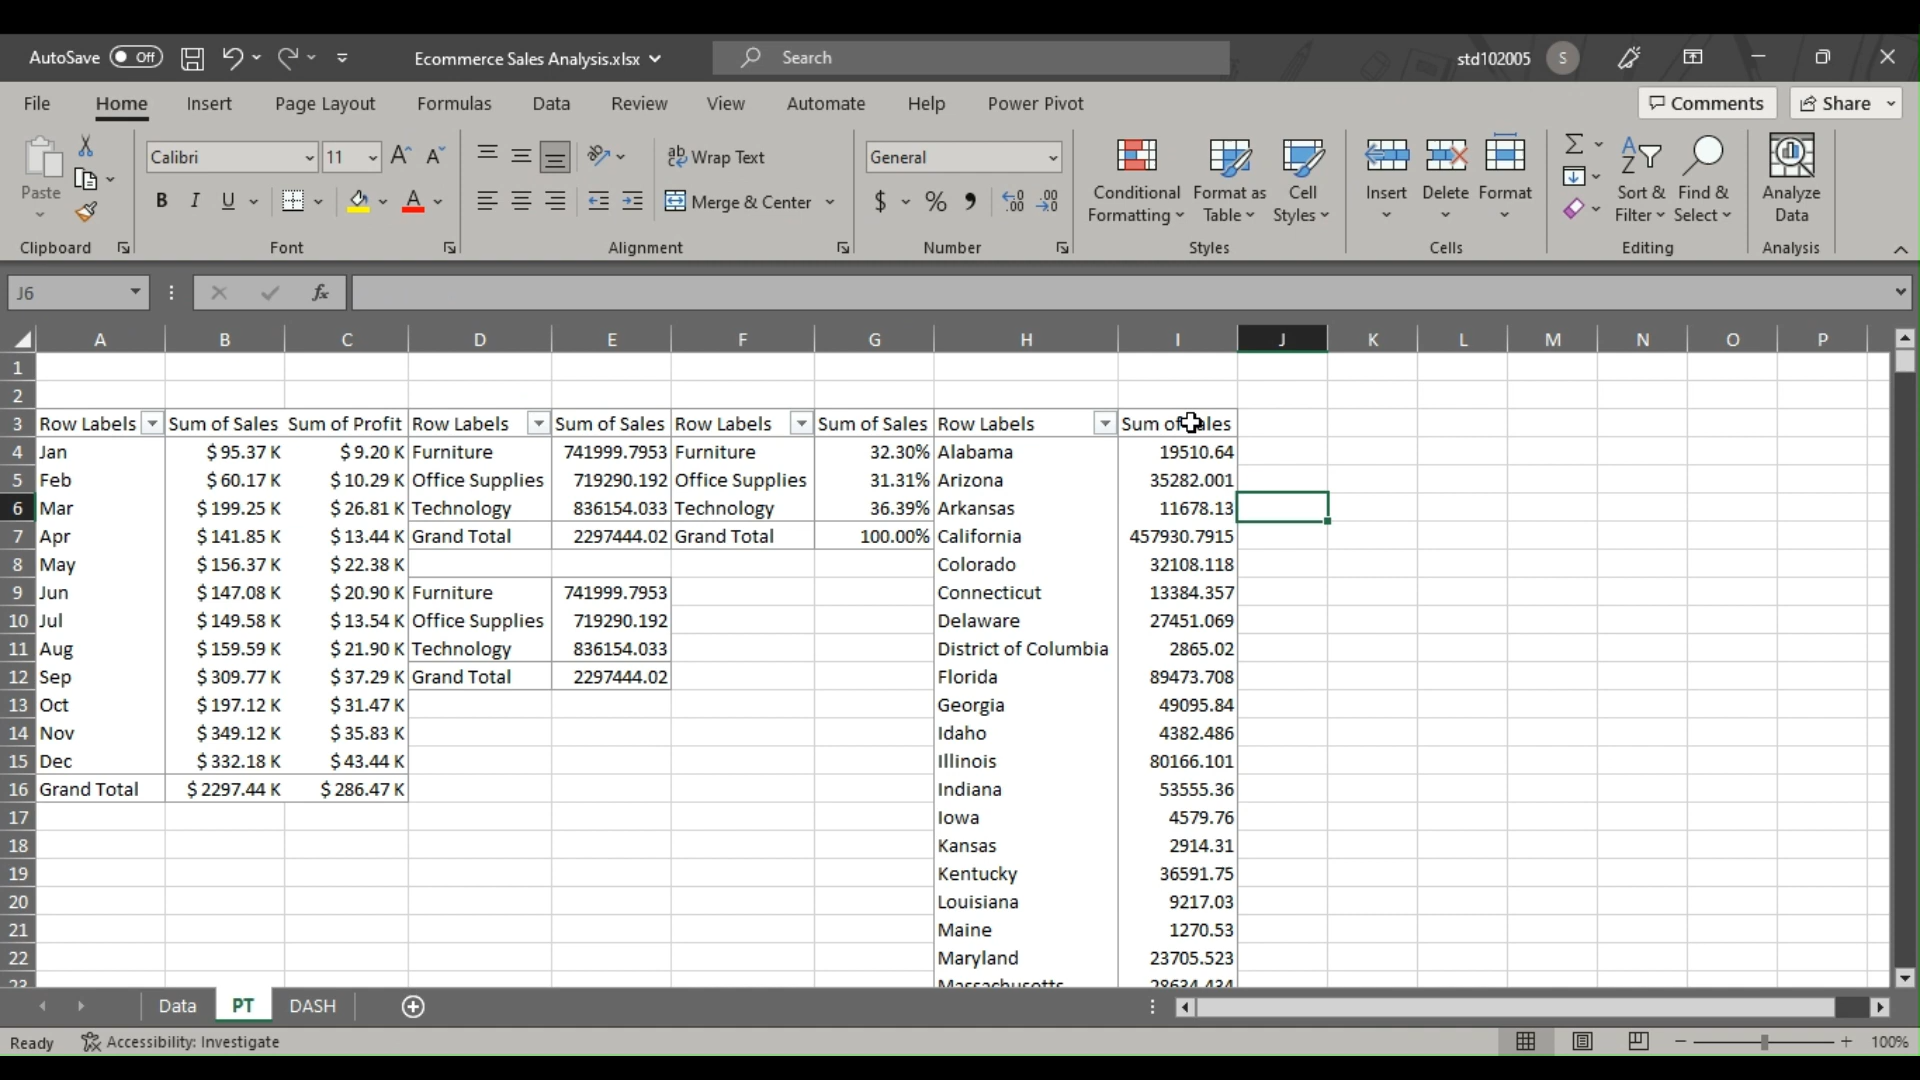 AutoSave Off Ecommerce Sales Analysis.xlsx Search std102005 S
File Home Insert Page Layout Formulas Data Review View Automate Help Power Pivot Comments Share
Paste Calibri 11 Wrap Text General Conditional Format as Cell Insert Delete Format Sort & Find & Analyze
B I U Merge & Center $ % Formatting Table Styles Filter Select Data
Clipboard Font Alignment Number Styles Cells Editing Analysis
J6 fx
A B C D E F G H I J K L M N O P
1
2
3 Row Labels Sum of Sales Sum of Profit Row Labels Sum of Sales Row Labels Sum of Sales Row Labels
4 Jan $ 95.37 K $ 9.20 K Furniture 741999.7953 Furniture 32.30% Alabama 19510.64
5 Feb $ 60.17 K $ 10.29 K Office Supplies 719290.192 Office Supplies 31.31% Arizona 35282.001
6 Mar $ 199.25 K $ 26.81 K Technology 836154.033 Technology 36.39% Arkansas 11678.13
7 Apr $ 141.85 K $ 13.44 K Grand Total 2297444.02 Grand Total 100.00% California 457930.7915
8 May $ 156.37 K $ 22.38 K Colorado 32108.118
9 Jun $ 147.08 K $ 20.90 K Furniture 741999.7953 Connecticut 13384.357
10 Jul $ 149.58 K $ 13.54 K Office Supplies 719290.192 Delaware 27451.069
11 Aug $ 159.59 K $ 21.90 K Technology 836154.033 District of Columbia 2865.02
12 Sep $ 309.77 K $ 37.29 K Grand Total 2297444.02 Florida 89473.708
13 Oct $ 197.12 K $ 31.47 K Georgia 49095.84
14 Nov $ 349.12 K $ 35.83 K Idaho 4382.486
15 Dec $ 332.18 K $ 43.44 K Illinois 80166.101
16 Grand Total $ 2297.44 K $ 286.47 K Indiana 53555.36
17 Iowa 4579.76
18 Kansas 2914.31
19 Kentucky 36591.75
20 Louisiana 9217.03
21 Maine 1270.53
22 Maryland 23705.523
23 Massachusetts 28634.434
Data PT DASH
Ready Accessibility: Investigate 100%